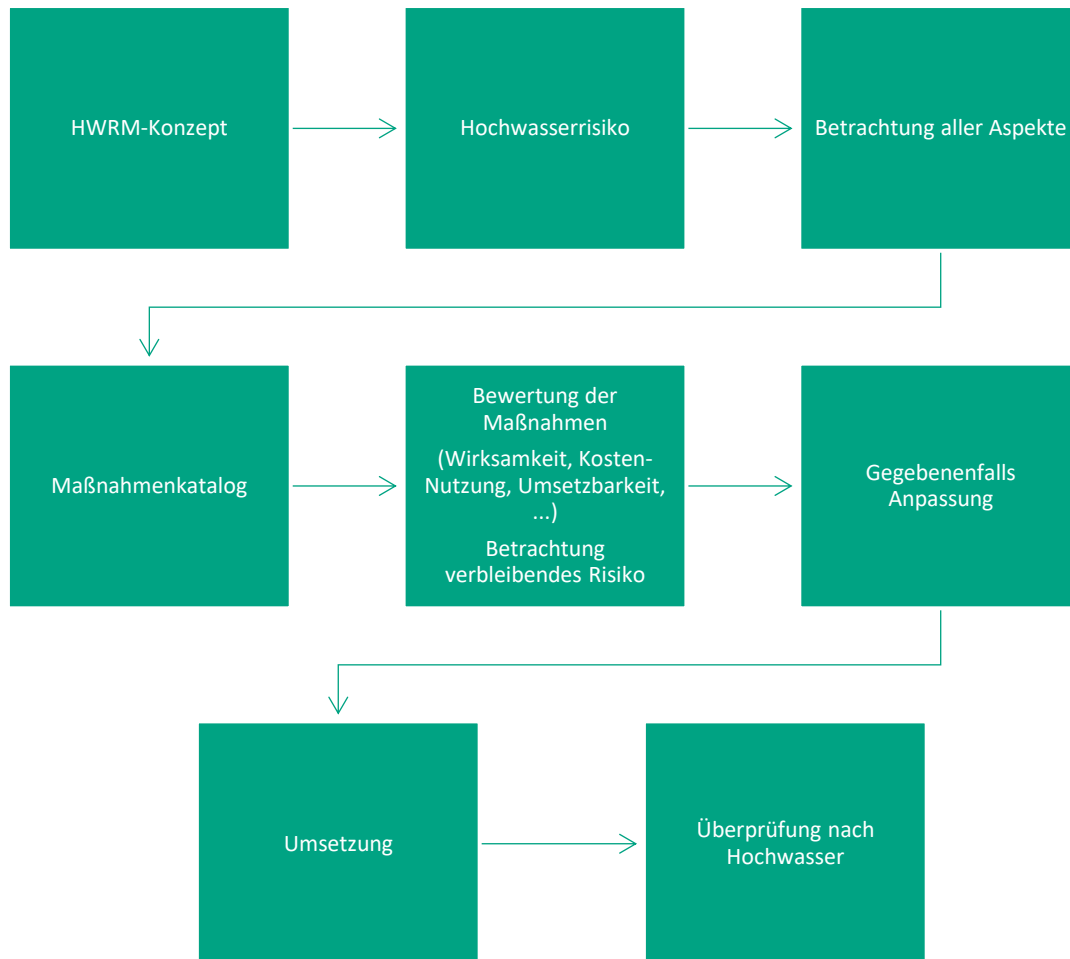 HWRM-Konzept
Hochwasserrisiko
Betrachtung aller Aspekte
Maßnahmenkatalog
Bewertung der
Maßnahmen
(Wirksamkeit, Kosten-
Nutzung, Umsetzbarkeit,
...)
Betrachtung
verbleibendes Risiko
Gegebenenfalls
Anpassung
Umsetzung
Überprüfung nach
Hochwasser